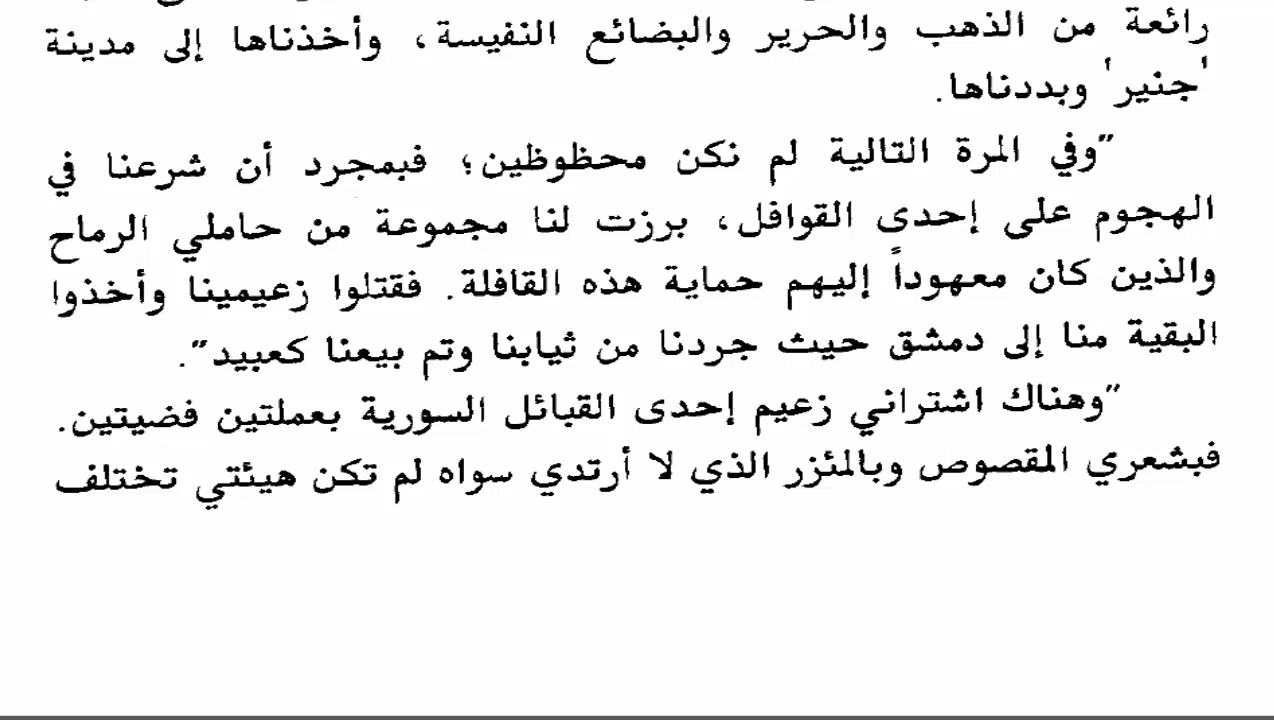 رائعة من الذهب والحرير والبضائع النفيسة، وأخذناها إلى مدينة
'جنير' وبددناها.
"وفي المرة التالية لم نكن محظوظين؛ فبمجرد أن شرعنا في
الهجوم على إحدى القوافل، برزت لنا مجموعة من حاملي الرماح
والذين كان معهوداً إليهم حماية هذه القافلة. فقتلوا زعيمينا وأخذوا
البقية منا إلى دمشق حيث جردنا من ثيابنا وتم بيعنا كعبيد".
"وهناك اشتراني زعيم إحدى القبائل السورية بعملتين فضيتين.
فبشعري المقصوص وبالمئزر الذي لا أرتدي سواه لم تكن هيئتي تختلف